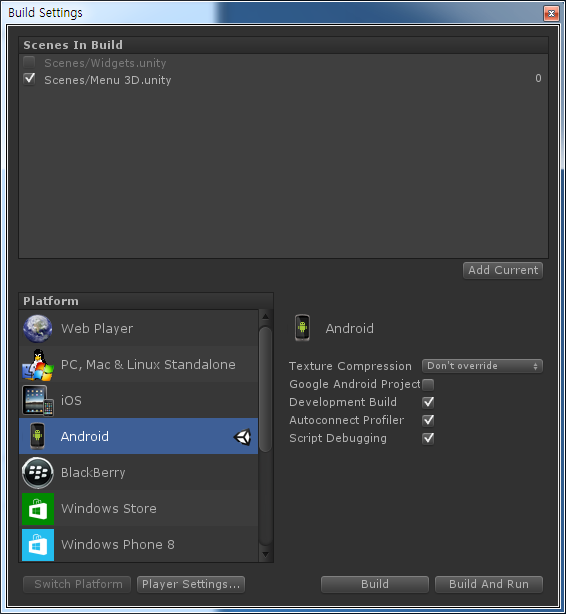 Build Settings
Scenes In Build
Scenes/Widgets.unity
Scenes/Menu 3D.unity 0
Add Current
Platform
Web Player
PC, Mac & Linux Standalone
iOS
Android
BlackBerry
Windows Store
Windows Phone 8
Android
Texture Compression Don't override
Google Android Project
Development Build
Autoconnect Profiler
Script Debugging
Switch Platform Player Settings... Build Build And Run